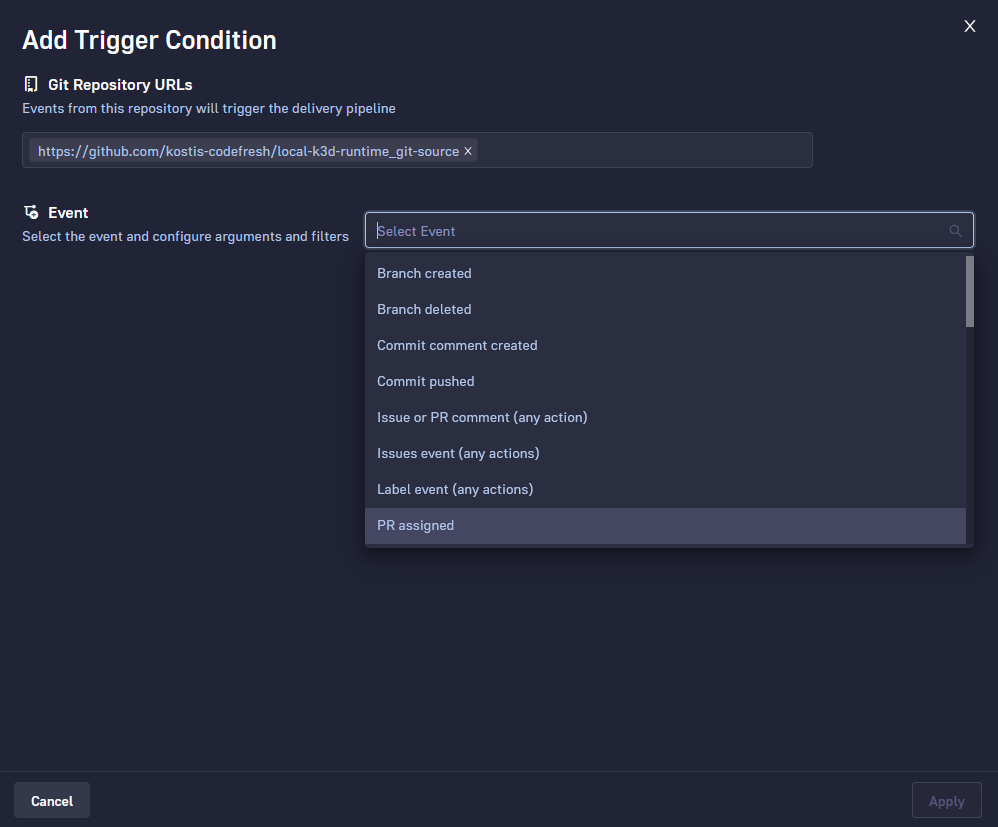 Add Trigger Condition
Git Repository URLs
Events from this repository will trigger the delivery pipeline
https://github.com/kostis-codefresh/local-k3d-runtime_git-source ×
Event
Select the event and configure arguments and filters
Select Event
Branch created
Branch deleted
Commit comment created
Commit pushed
Issue or PR comment (any action)
Issues event (any actions)
Label event (any actions)
PR assigned
Cancel
Apply